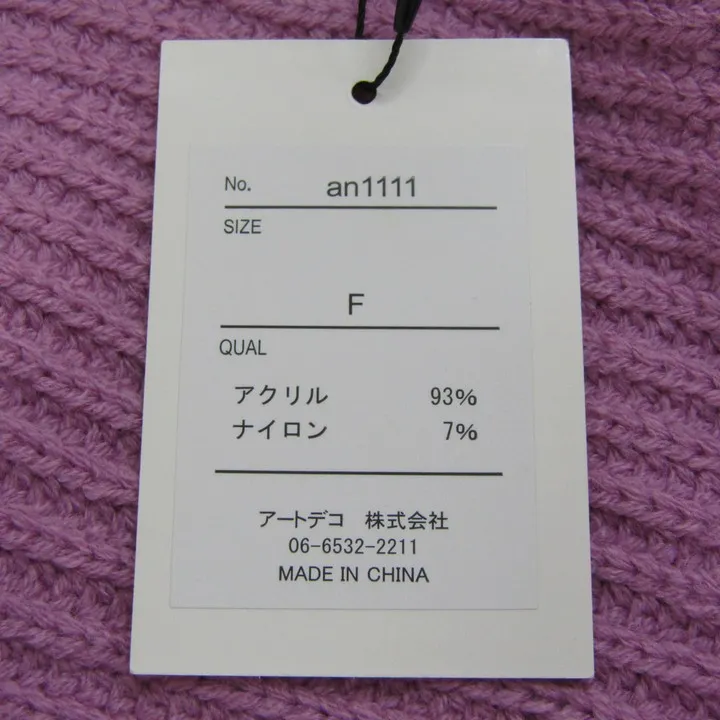 No. an1111
SIZE
F
QUAL
アクリル 93%
ナイロン 7%
アートデコ 株式会社
06-6532-2211
MADE IN CHINA